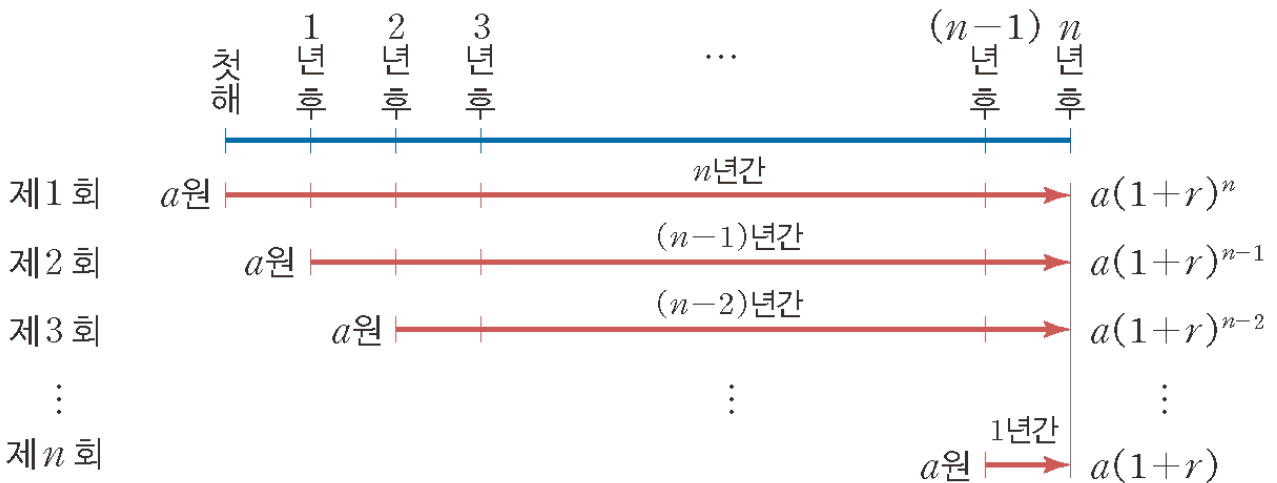 첫해 1년 후 2년 후 3년 후 … (n−1)년 후 n년 후
제1회 a원 n년간 a(1+r)ⁿ
제2회 a원 (n−1)년간 a(1+r)ⁿ⁻¹
제3회 a원 (n−2)년간 a(1+r)ⁿ⁻²
⋮ ⋮ ⋮
제n회 a원 1년간 a(1+r)